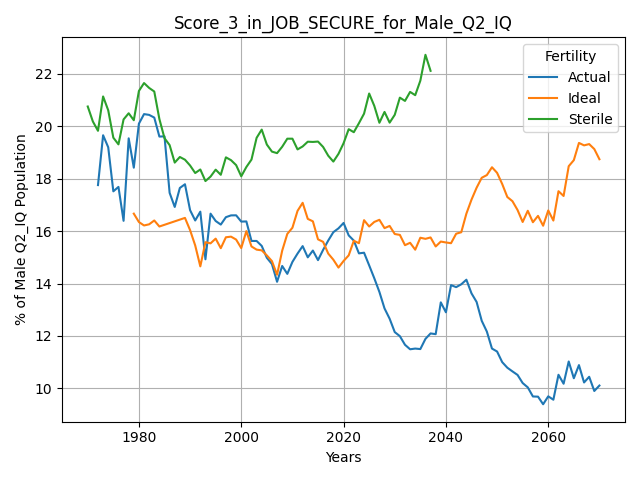 Score_3_in_JOB_SECURE_for_Male_Q2_IQ
Fertility
Actual
Ideal
Sterile
% of Male Q2_IQ Population
22
20
18
16
14
12
10
1980 2000 2020 2040 2060
Years